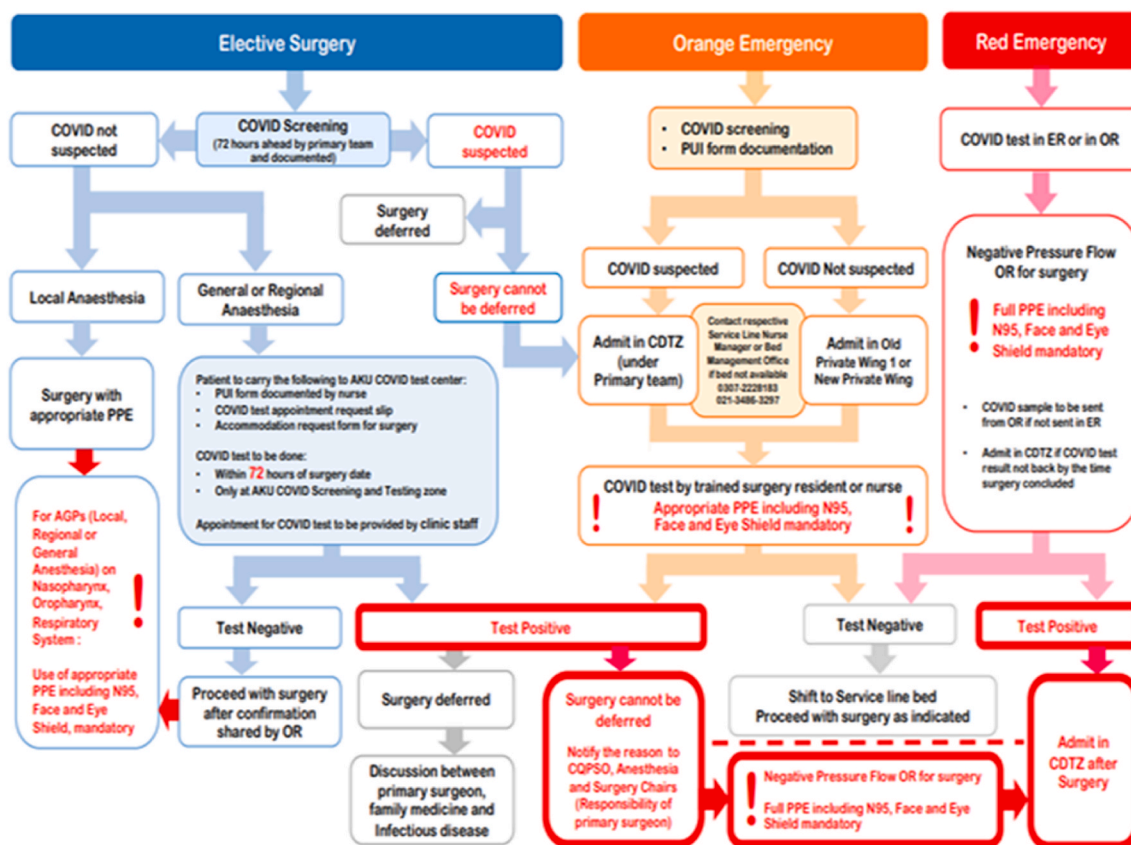 Elective Surgery
COVID not
suspected
COVID Screening
(72 hours ahead by primary team
and documented)
COVID
suspected
Surgery
deferred
Surgery cannot
be deferred
Local Anaesthesia
General or Regional
Anaesthesia
Surgery with
appropriate PPE
Patient to carry the following to AKU COVID test center:
• PUI form documented by nurse
• COVID test appointment request slip
• Accommodation request form for surgery
COVID test to be done:
• Within 72 hours of surgery date
• Only at AKU COVID Screening and Testing zone
Appointment for COVID test to be provided by clinic staff
For AGPs (Local,
Regional or
General
Anesthesia) on
Nasopharynx,
Oropharynx,
Respiratory
System :
Use of appropriate
PPE including N95,
Face and Eye
Shield, mandatory
!
Test Negative
Proceed with surgery
after confirmation
shared by OR
Orange Emergency
• COVID screening
• PUI form documentation
COVID suspected
COVID Not suspected
Admit in CDTZ
(under
Primary team)
Contact respective
Service Line Nurse
Manager or Bed
Management Office
if bed not available
0307-2228183
021-3486-3297
Admit in Old
Private Wing 1 or
New Private Wing
COVID test by trained surgery resident or nurse
! Appropriate PPE including N95, !
Face and Eye Shield mandatory
Test Positive
Surgery deferred
Discussion between
primary surgeon,
family medicine and
Infectious disease
Surgery cannot be
deferred
Notify the reason to
CQPSO, Anesthesia
and Surgery Chairs
(Responsibility of
primary surgeon)
Test Negative
Shift to Service line bed
Proceed with surgery as indicated
! Negative Pressure Flow OR for surgery
Full PPE including N95, Face and Eye
Shield mandatory
Red Emergency
COVID test in ER or in OR
Negative Pressure Flow
OR for surgery
! Full PPE including
N95, Face and Eye
Shield mandatory
• COVID sample to be sent
from OR if not sent in ER
• Admit in CDTZ if COVID test
result not back by the time
surgery concluded
Test Positive
Admit in
CDTZ after
Surgery